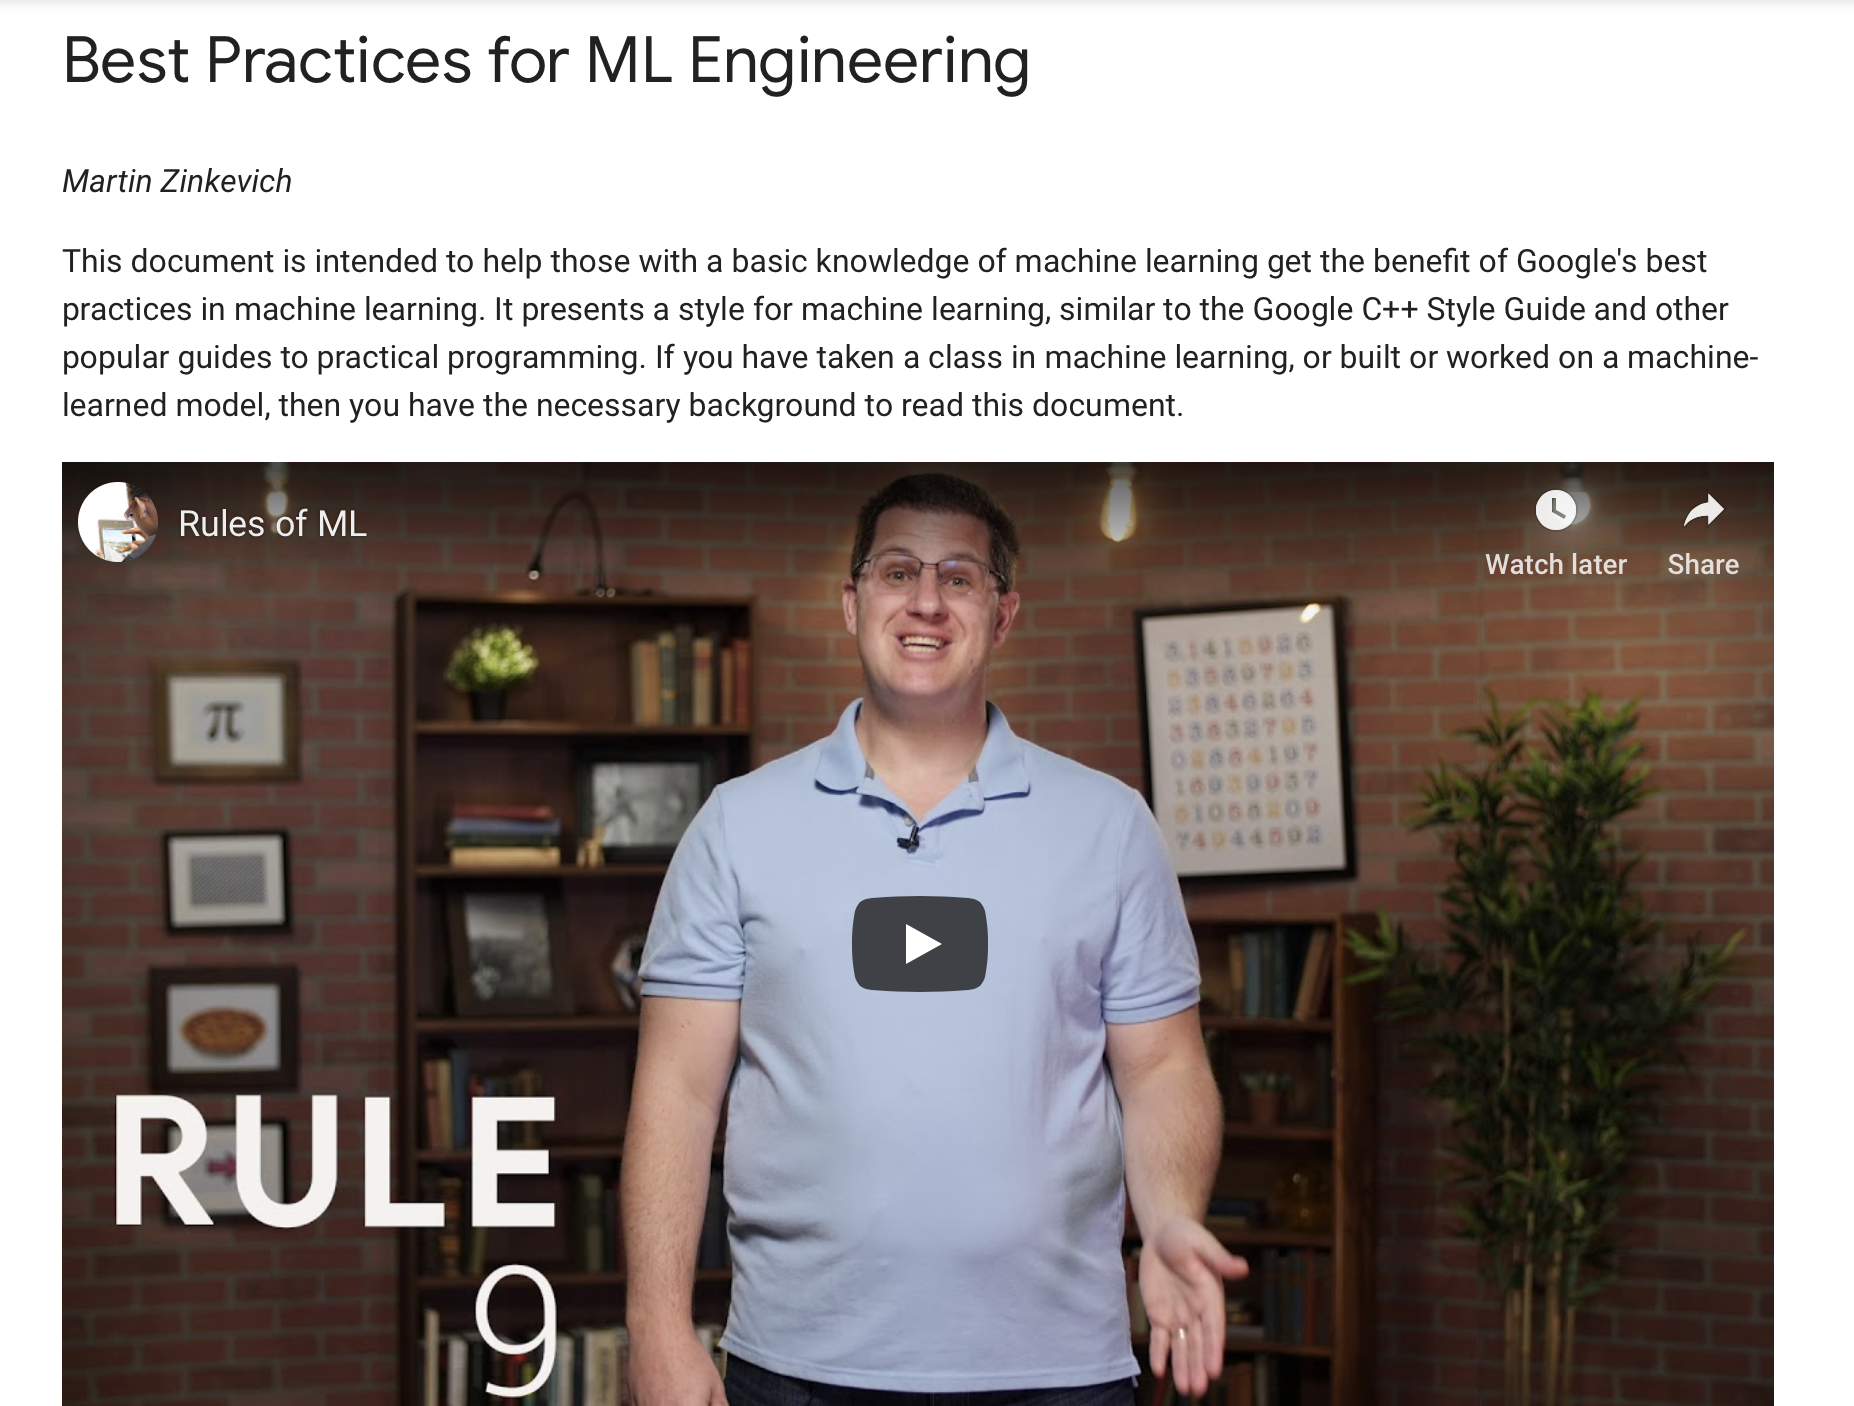 Best Practices for ML Engineering
Martin Zinkevich
This document is intended to help those with a basic knowledge of machine learning get the benefit of Google's best
practices in machine learning. It presents a style for machine learning, similar to the Google C++ Style Guide and other
popular guides to practical programming. If you have taken a class in machine learning, or built or worked on a machine-
learned model, then you have the necessary background to read this document.
Rules of ML
Watch later
Share
π
RULE
9